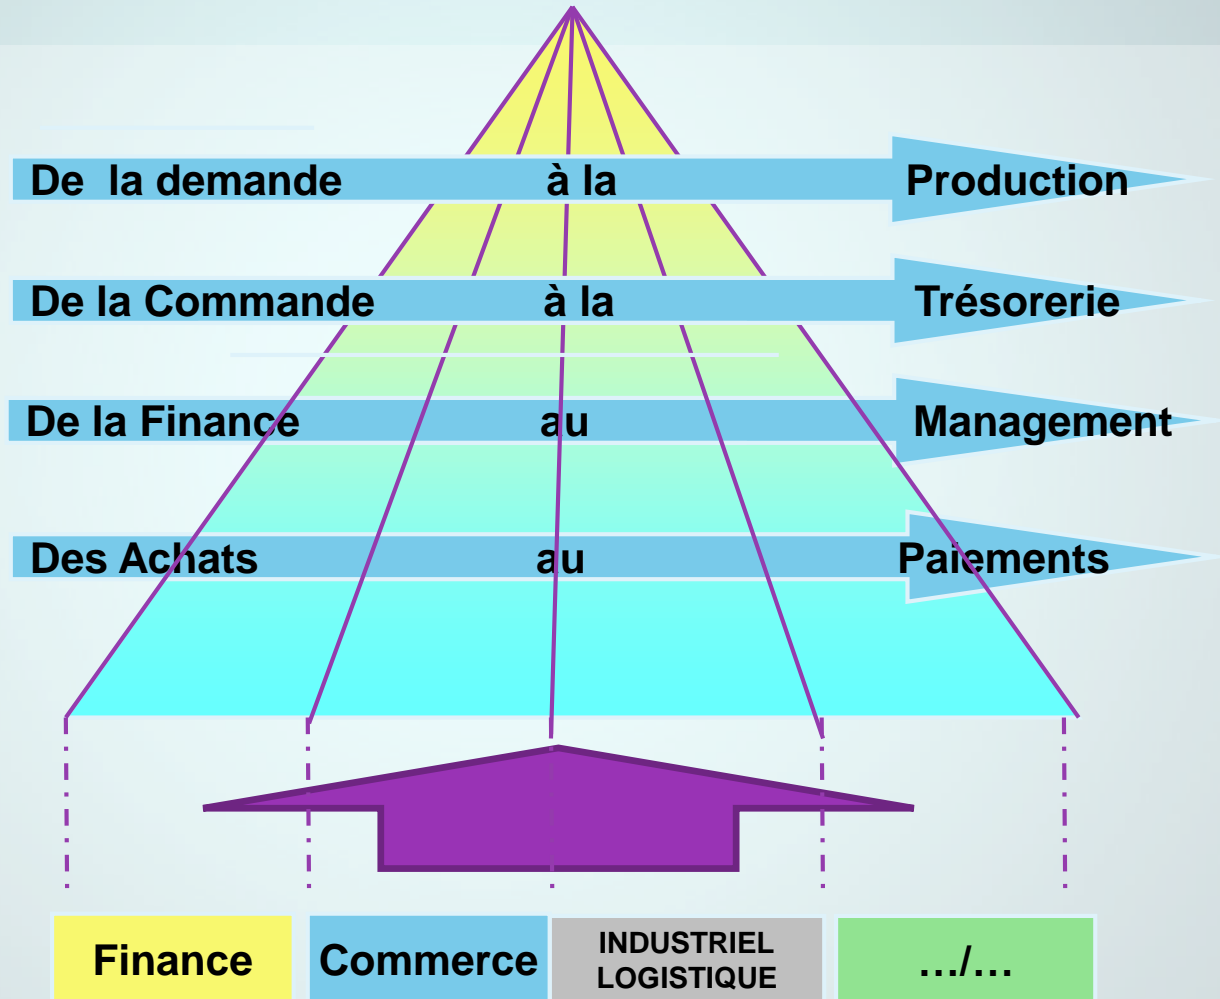 De la demande à la Production
De la Commande à la Trésorerie
De la Finance au Management
Des Achats au Paiements
Finance Commerce INDUSTRIEL
LOGISTIQUE
.../...